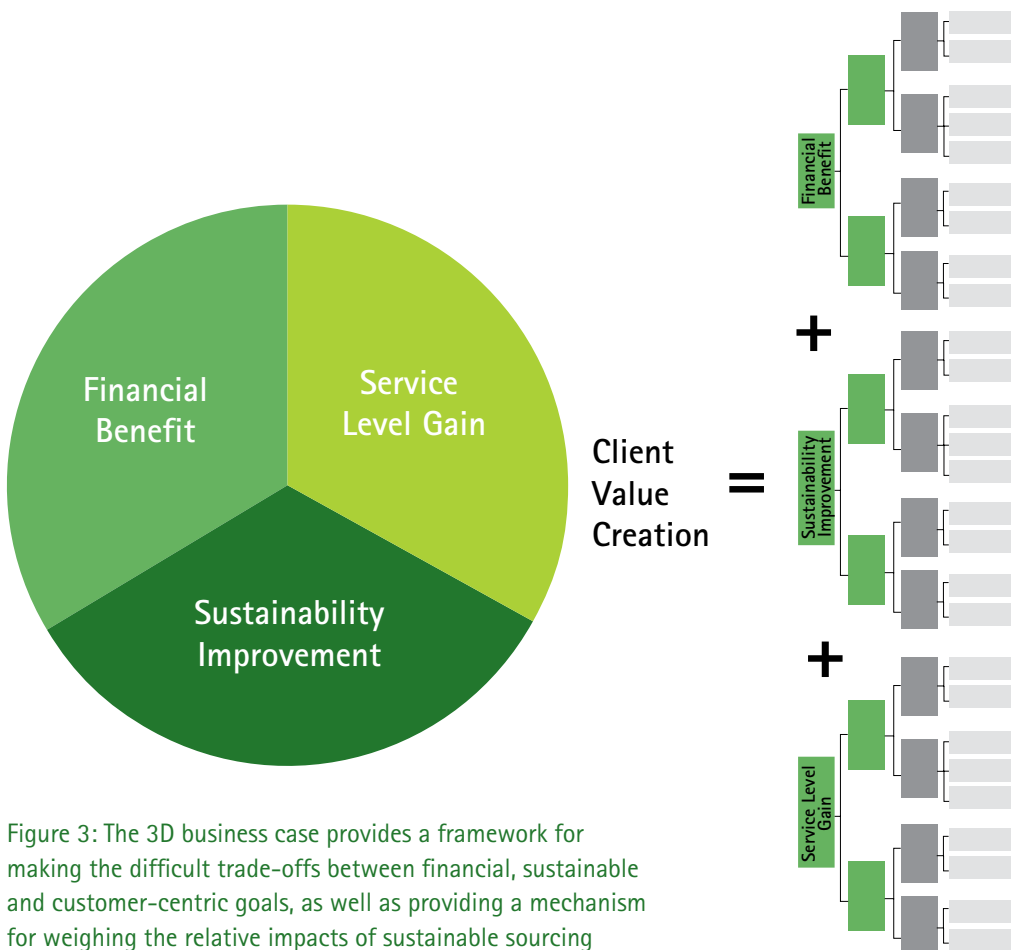 Financial
Benefit
Service
Level Gain
Sustainability
Improvement
Client
Value
Creation
=
Financial
Benefit
+
Sustainability
Improvement
+
Service Level
Gain
Figure 3: The 3D business case provides a framework for
making the difficult trade-offs between financial, sustainable
and customer-centric goals, as well as providing a mechanism
for weighing the relative impacts of sustainable sourcing